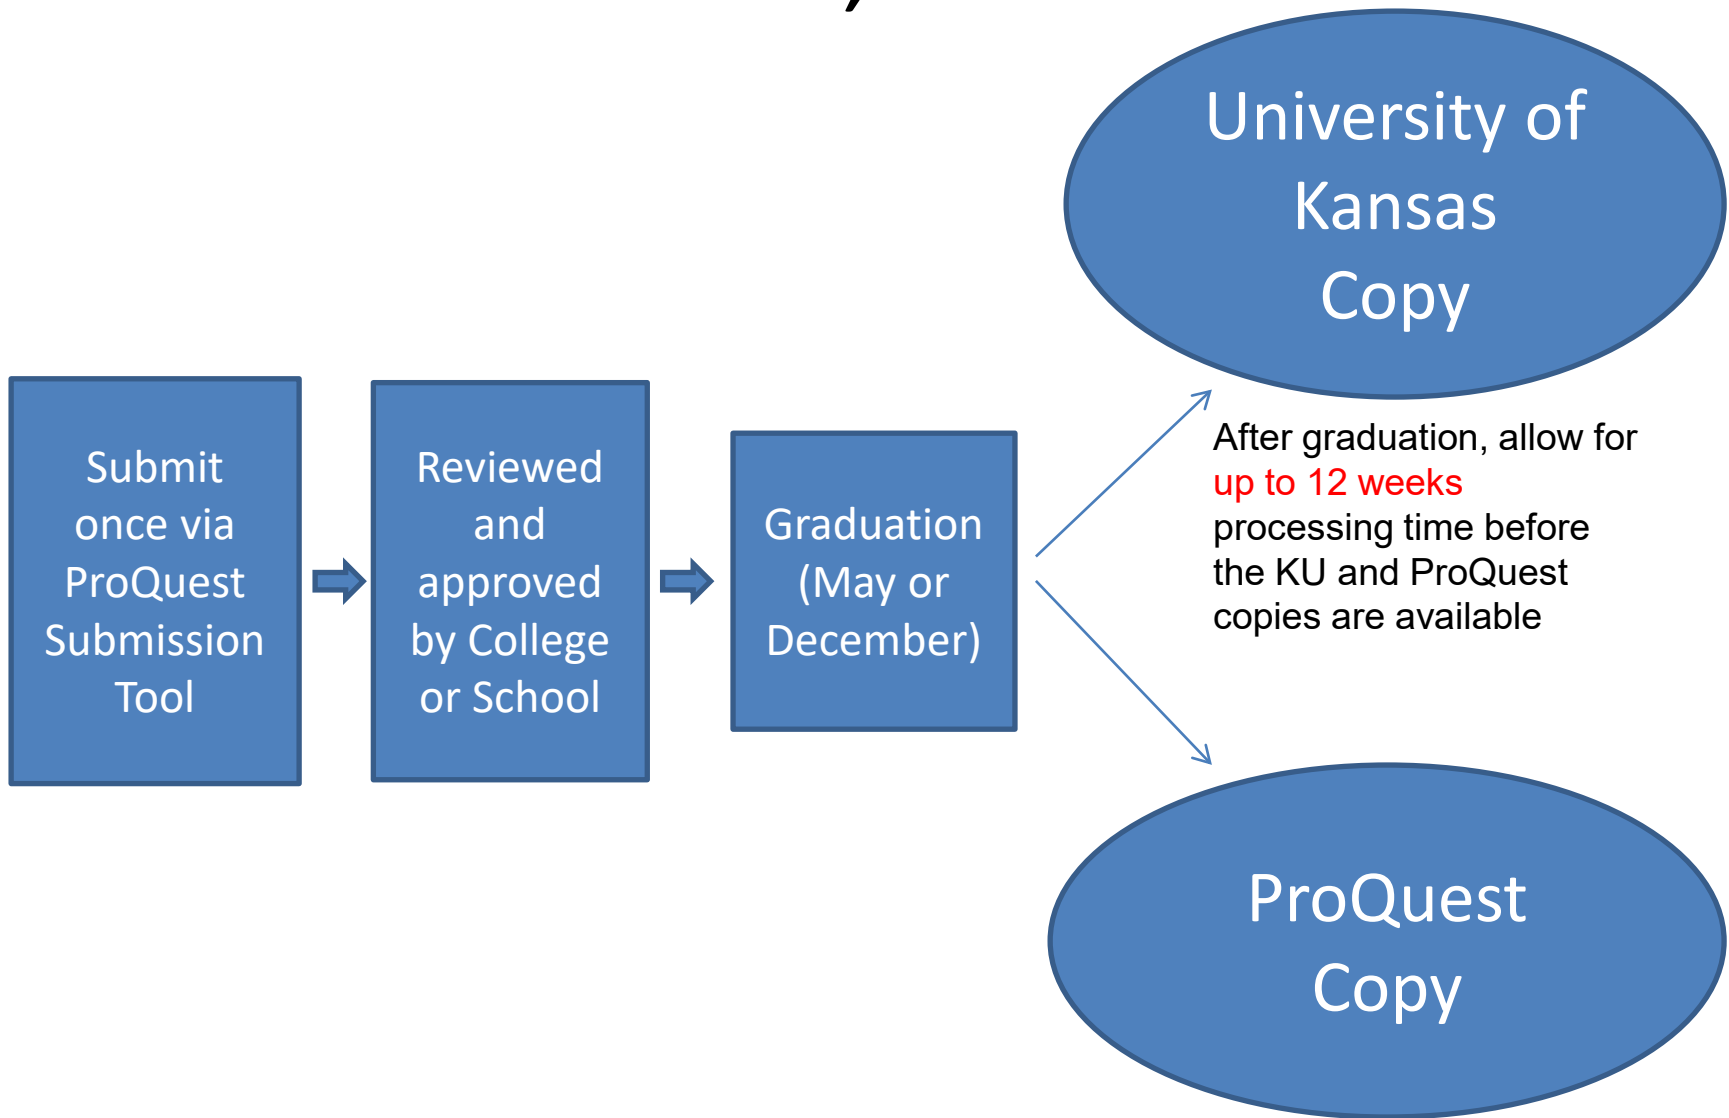 Submit
once via
ProQuest
Submission
Tool
Reviewed
and
approved
by College
or School
Graduation
(May or
December)
University of
Kansas
Copy
After graduation, allow for
up to 12 weeks
processing time before
the KU and ProQuest
copies are available
ProQuest
Copy